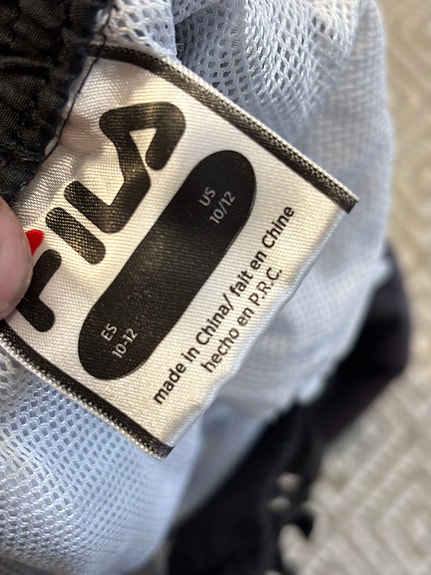 FILA
US
10/12
ES
10-12
made in China/ fait en Chine
hecho en P.R.C.